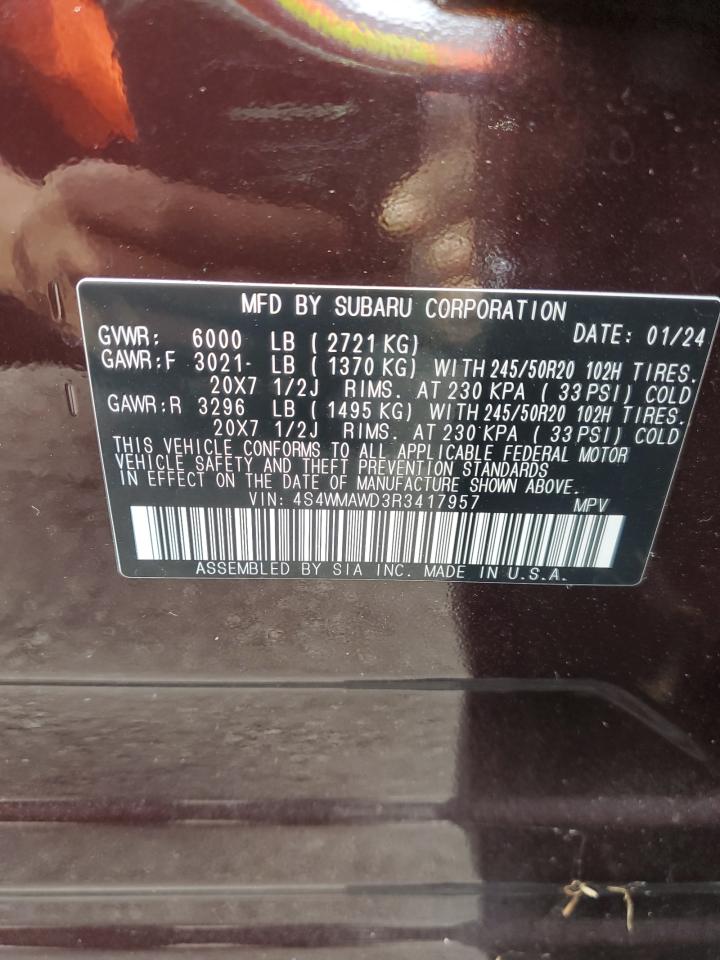 MFD BY SUBARU CORPORATION
GVWR: 6000 LB ( 2721 KG) DATE: 01/24
GAWR:F 3021- LB ( 1370 KG) WITH 245/50R20 102H TIRES.
20X7 1/2J RIMS. AT 230 KPA ( 33 PSI) COLD
GAWR:R 3296 LB ( 1495 KG) WITH 245/50R20 102H TIRES.
20X7 1/2J RIMS. AT 230 KPA ( 33 PSI) COLD
THIS VEHICLE CONFORMS TO ALL APPLICABLE FEDERAL MOTOR
VEHICLE SAFETY AND THEFT PREVENTION STANDARDS
IN EFFECT ON THE DATE OF MANUFACTURE SHOWN ABOVE.
VIN: 4S4WMAWD3R3417957 MPV
ASSEMBLED BY SIA INC. MADE IN U.S.A.